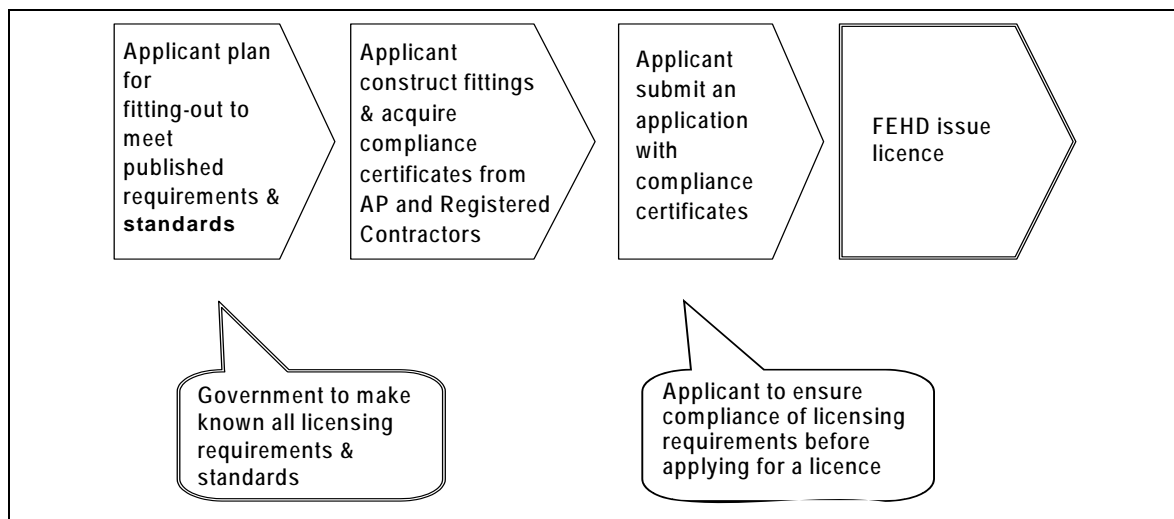 Applicant plan
for
fitting-out to
meet
published
requirements &
standards
Applicant
construct fittings
& acquire
compliance
certificates from
AP and Registered
Contractors
Applicant
submit an
application
with
compliance
certificates
FEHD issue
licence
Government to make
known all licensing
requirements &
standards
Applicant to ensure
compliance of licensing
requirements before
applying for a licence